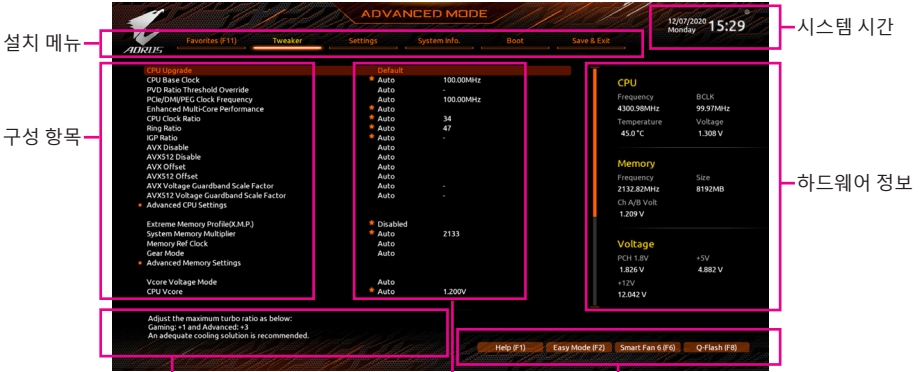 ADVANCED MODE
12/07/2020 Monday 15:29
시스템 시간
설치 메뉴
AORUS
Favorites (F11) Tweaker Settings System Info. Boot Save & Exit
구성 항목
CPU Upgrade Default
CPU Base Clock Auto 100.00MHz
PVD Ratio Threshold Override Auto -
PCIe/DMI/PEG Clock Frequency Auto 100.00MHz
Enhanced Multi-Core Performance Auto
CPU Clock Ratio Auto 34
Ring Ratio Auto 47
IGP Ratio Auto -
AVX Disable Auto
AVX512 Disable Auto
AVX Offset Auto
AVX512 Offset Auto
AVX Voltage Guardband Scale Factor Auto -
AVX512 Voltage Guardband Scale Factor Auto -
Advanced CPU Settings
Extreme Memory Profile(X.M.P.) Disabled
System Memory Multiplier Auto 2133
Memory Ref Clock Auto
Gear Mode Auto
Advanced Memory Settings
Vcore Voltage Mode Auto
CPU Vcore Auto 1.200V
CPU
Frequency BCLK
4300.98MHz 99.97MHz
Temperature Voltage
45.0 °C 1.308 V
Memory
Frequency Size
2132.82MHz 8192MB
Ch A/B Volt
1.209 V
Voltage
PCH 1.8V +5V
1.826 V 4.882 V
+12V
12.042 V
하드웨어 정보
Adjust the maximum turbo ratio as below:
Gaming: +1 and Advanced: +3
An adequate cooling solution is recommended.
Help (F1) Easy Mode (F2) Smart Fan 6 (F6) Q-Flash (F8)